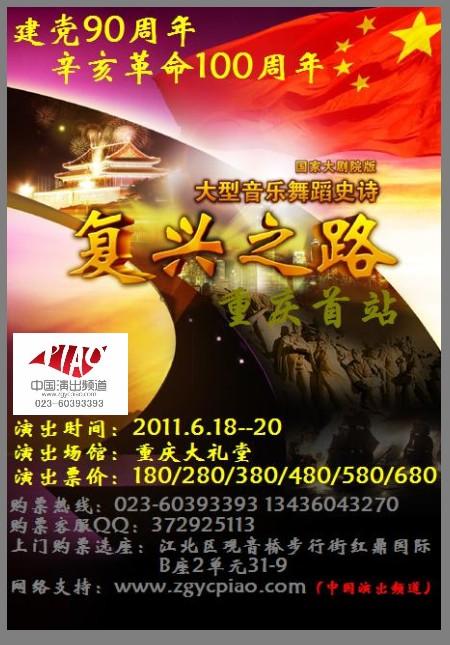 建党90周年
辛亥革命100周年
国家大剧院版
大型音乐舞蹈史诗
复兴之路
重庆首站
PIAO
中国演出频道
www.zgycpiao.com
023-60393393
演出时间：2011.6.18--20
演出场馆：重庆大礼堂
演出票价：180/280/380/480/580/680
购票热线：023-60393393 13436043270
购票客服QQ：372925113
上门购票选座：江北区观音桥步行街红鼎国际
B座2单元31-9
网络支持：www.zgycpiao.com（中国演出频道）